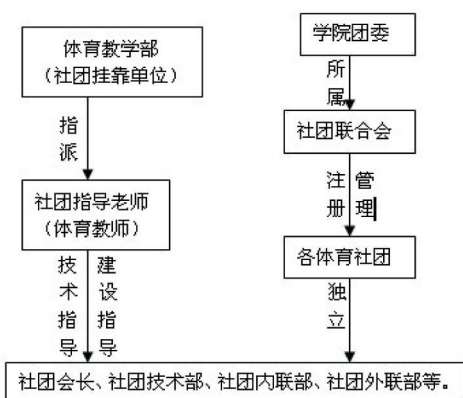 体育教学部
（社团挂靠单位）
指派
社团指导老师
（体育教师）
技术指导
建设指导
学院团委
所属
社团联合会
注册
管理
各体育社团
独立
社团会长、社团技术部、社团内联部、社团外联部等。